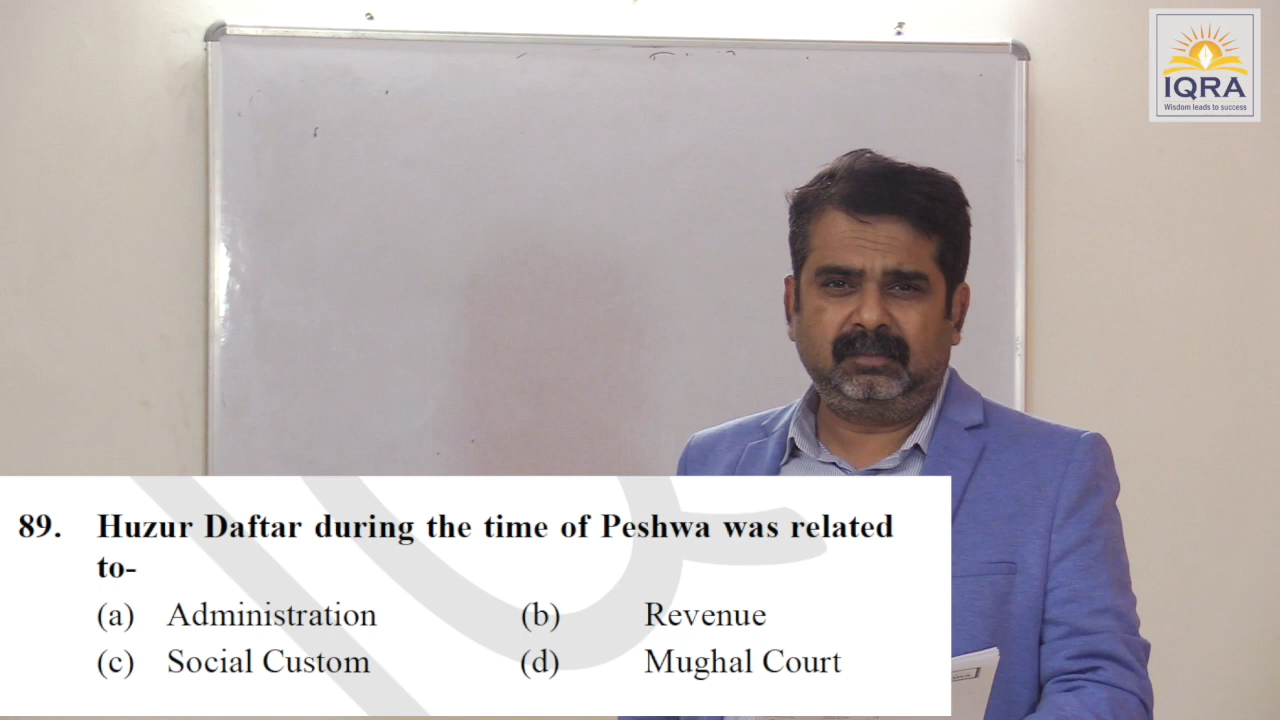 IQRA
Wisdom leads to success
89. Huzur Daftar during the time of Peshwa was related
to-
(a) Administration (b) Revenue
(c) Social Custom (d) Mughal Court